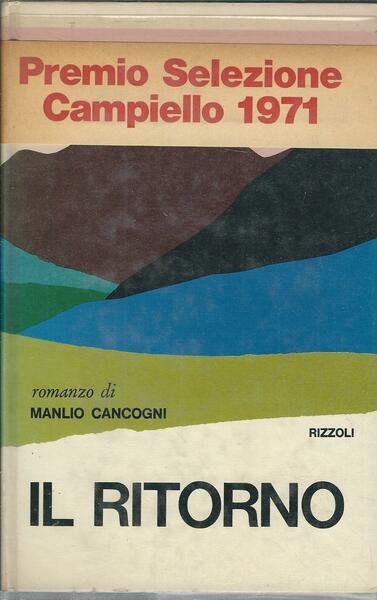 Premio Selezione
Campiello 1971
romanzo di
MANLIO CANCOGNI
RIZZOLI
IL RITORNO